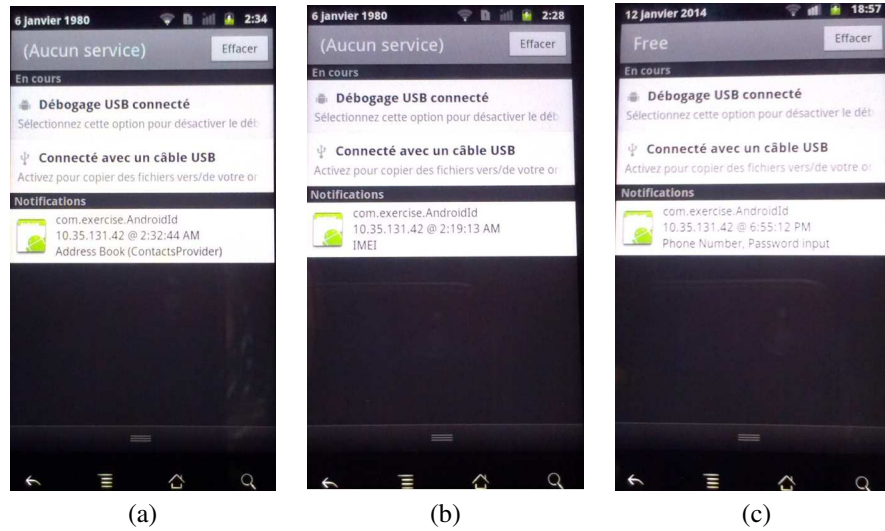 6 janvier 1980 2:34
(Aucun service) Effacer
En cours
Débogage USB connecté
Sélectionnez cette option pour désactiver le déb
Connecté avec un câble USB
Activez pour copier des fichiers vers/de votre or
Notifications
com.exercise.AndroidId
10.35.131.42 @ 2:32:44 AM
Address Book (ContactsProvider)
(a)
6 janvier 1980 2:28
(Aucun service) Effacer
En cours
Débogage USB connecté
Sélectionnez cette option pour désactiver le déb
Connecté avec un câble USB
Activez pour copier des fichiers vers/de votre or
Notifications
com.exercise.AndroidId
10.35.131.42 @ 2:19:13 AM
IMEI
(b)
12 janvier 2014 18:57
Free Effacer
En cours
Débogage USB connecté
Sélectionnez cette option pour désactiver le dét
Connecté avec un câble USB
Activez pour copier des fichiers vers/de votre or
Notifications
com.exercise.AndroidId
10.35.131.42 @ 6:55:12 PM
Phone Number, Password input
(c)